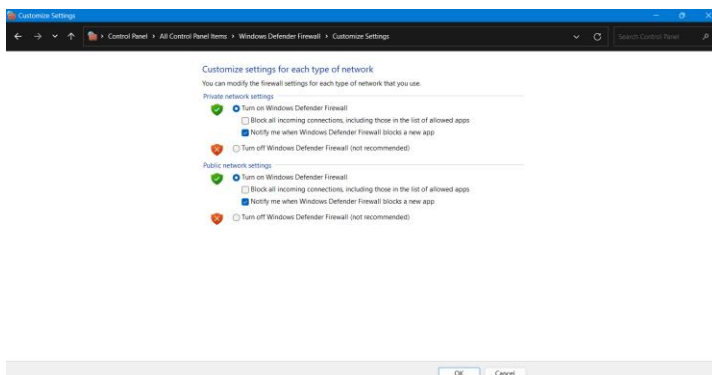 Customize Settings
Control Panel > All Control Panel Items > Windows Defender Firewall > Customize Settings
Search Control Panel
Customize settings for each type of network
You can modify the firewall settings for each type of network that you use.
Private network settings
Turn on Windows Defender Firewall
Block all incoming connections, including those in the list of allowed apps
Notify me when Windows Defender Firewall blocks a new app
Turn off Windows Defender Firewall (not recommended)
Public network settings
Turn on Windows Defender Firewall
Block all incoming connections, including those in the list of allowed apps
Notify me when Windows Defender Firewall blocks a new app
Turn off Windows Defender Firewall (not recommended)
OK Cancel